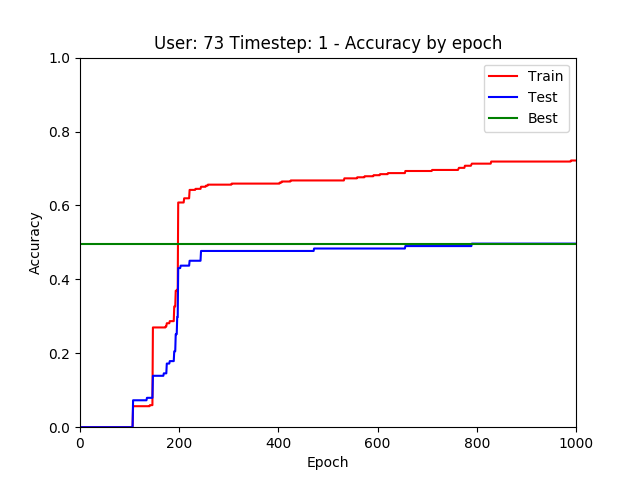 User: 73 Timestep: 1 - Accuracy by epoch
1.0
0.8
0.6
0.4
0.2
0.0
Accuracy
Train
Test
Best
0 200 400 600 800 1000
Epoch